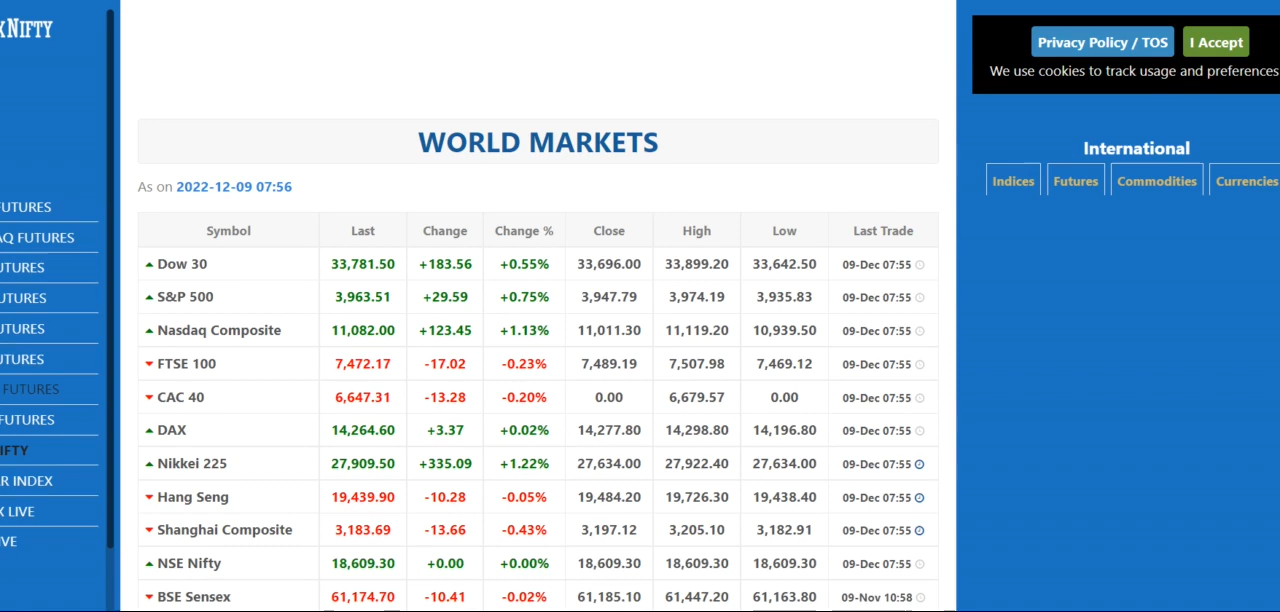 NIFTY
Privacy Policy / TOS I Accept
We use cookies to track usage and preferences
WORLD MARKETS
International
Indices Futures Commodities Currencies
As on 2022-12-09 07:56
FUTURES
AQ FUTURES
UTURES
UTURES
UTURES
UTURES
FUTURES
FUTURES
IFTY
R INDEX
X LIVE
VE
Symbol Last Change Change % Close High Low Last Trade
Dow 30 33,781.50 +183.56 +0.55% 33,696.00 33,899.20 33,642.50 09-Dec 07:55
S&P 500 3,963.51 +29.59 +0.75% 3,947.79 3,974.19 3,935.83 09-Dec 07:55
Nasdaq Composite 11,082.00 +123.45 +1.13% 11,011.30 11,119.20 10,939.50 09-Dec 07:55
FTSE 100 7,472.17 -17.02 -0.23% 7,489.19 7,507.98 7,469.12 09-Dec 07:55
CAC 40 6,647.31 -13.28 -0.20% 0.00 6,679.57 0.00 09-Dec 07:55
DAX 14,264.60 +3.37 +0.02% 14,277.80 14,298.80 14,196.80 09-Dec 07:55
Nikkei 225 27,909.50 +335.09 +1.22% 27,634.00 27,922.40 27,634.00 09-Dec 07:55
Hang Seng 19,439.90 -10.28 -0.05% 19,484.20 19,726.30 19,438.40 09-Dec 07:55
Shanghai Composite 3,183.69 -13.66 -0.43% 3,197.12 3,205.10 3,182.91 09-Dec 07:55
NSE Nifty 18,609.30 +0.00 +0.00% 18,609.30 18,609.30 18,609.30 09-Dec 07:55
BSE Sensex 61,174.70 -10.41 -0.02% 61,185.10 61,447.20 61,163.80 09-Nov 10:58